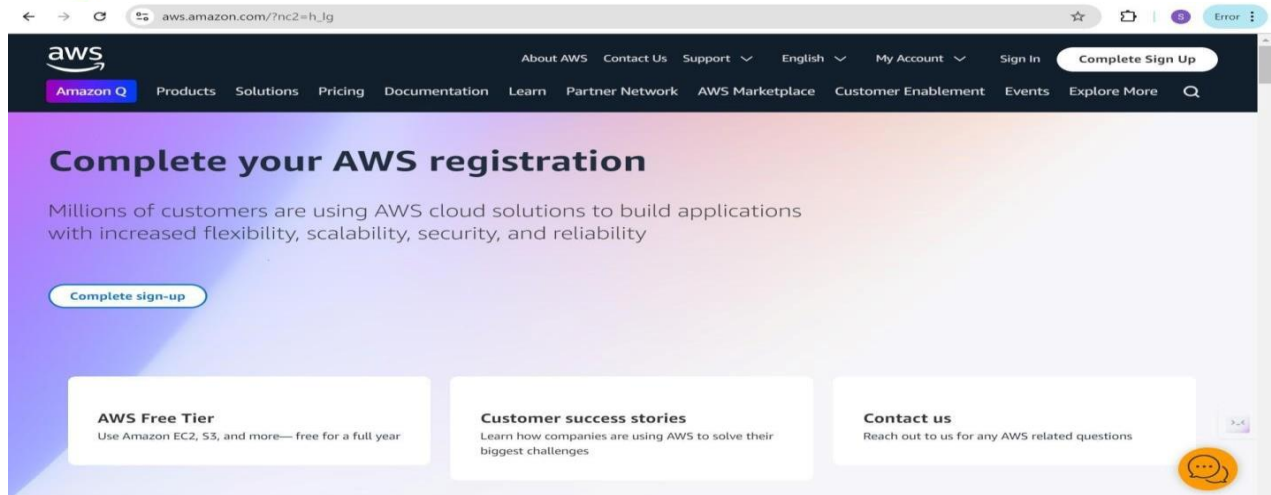 aws.amazon.com/?nc2=h_lg
S
Error
aws
About AWS Contact Us Support English My Account Sign In Complete Sign Up
Amazon Q Products Solutions Pricing Documentation Learn Partner Network AWS Marketplace Customer Enablement Events Explore More
Complete your AWS registration
Millions of customers are using AWS cloud solutions to build applications
with increased flexibility, scalability, security, and reliability
Complete sign-up
AWS Free Tier
Use Amazon EC2, S3, and more— free for a full year
Customer success stories
Learn how companies are using AWS to solve their
biggest challenges
Contact us
Reach out to us for any AWS related questions